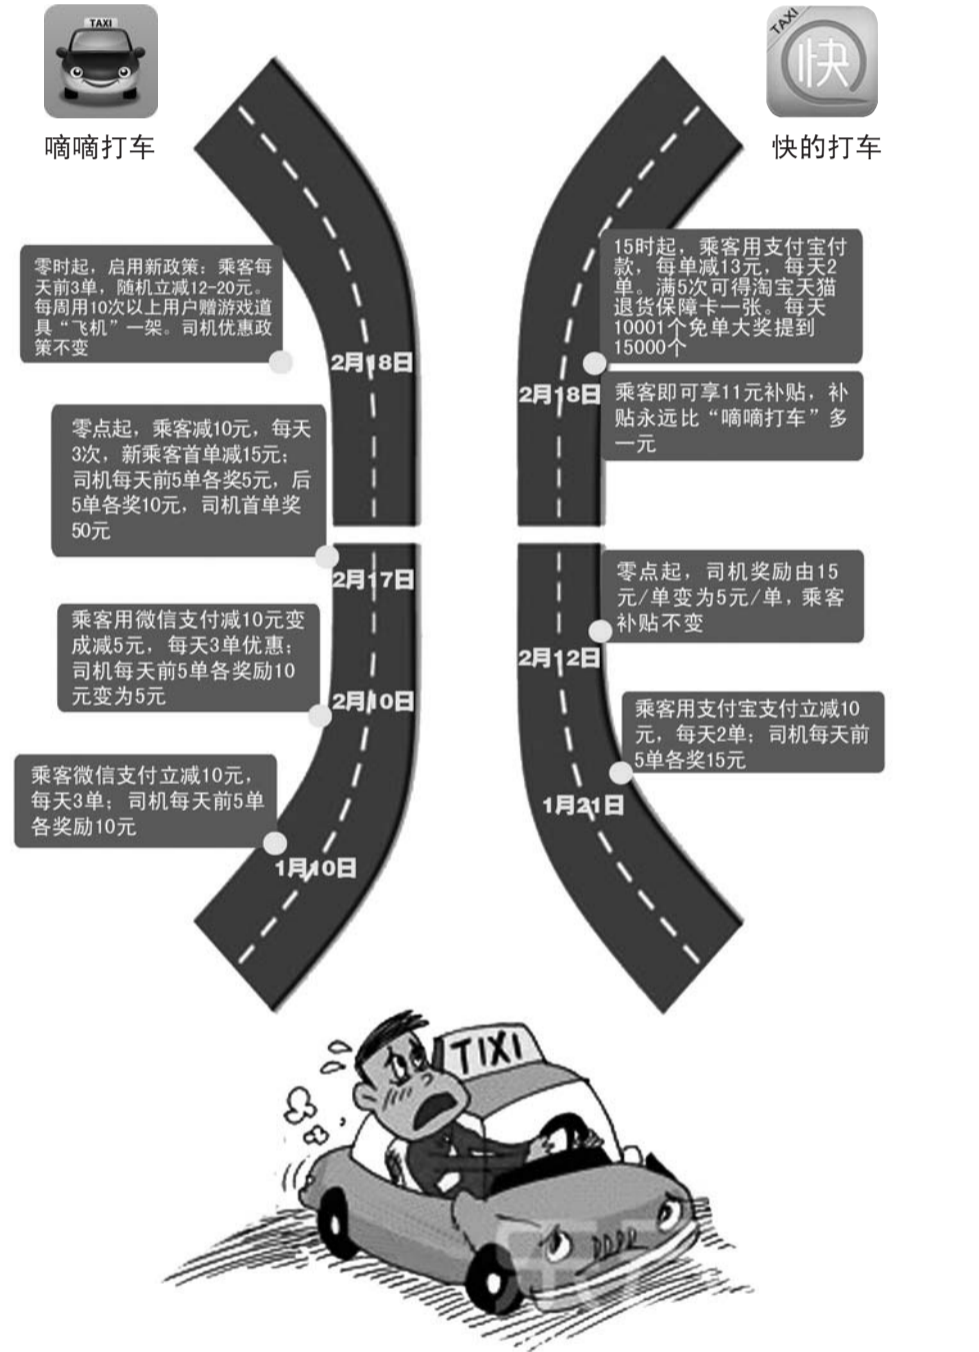 TAXI
嘀嘀打车
TAXI
快
快的打车
零时起，启用新政策：乘客每
天前3单，随机立减12-20元。
每周用10次以上用户赠游戏道
具“飞机”一架。司机优惠政
策不变
2月18日
零点起，乘客减10元，每天
3次，新乘客首单减15元；
司机每天前5单各奖5元，后
5单各奖10元，司机首单奖
50元
2月17日
乘客用微信支付减10元变
成减5元，每天3单优惠；
司机每天前5单各奖励10
元变为5元
2月10日
乘客微信支付立减10元，
每天3单；司机每天前5单
各奖励10元
1月10日
15时起，乘客用支付宝付
款，每单减13元，每天2
单。满5次可得淘宝天猫
退货保障卡一张。每天
10001个免单大奖提到
15000个
2月18日
乘客即可享11元补贴，补
贴永远比“嘀嘀打车”多
一元
零点起，司机奖励由15
元/单变为5元/单，乘客
补贴不变
2月12日
乘客用支付宝支付立减10
元，每天2单；司机每天前
5单各奖15元
1月21日
TIXI